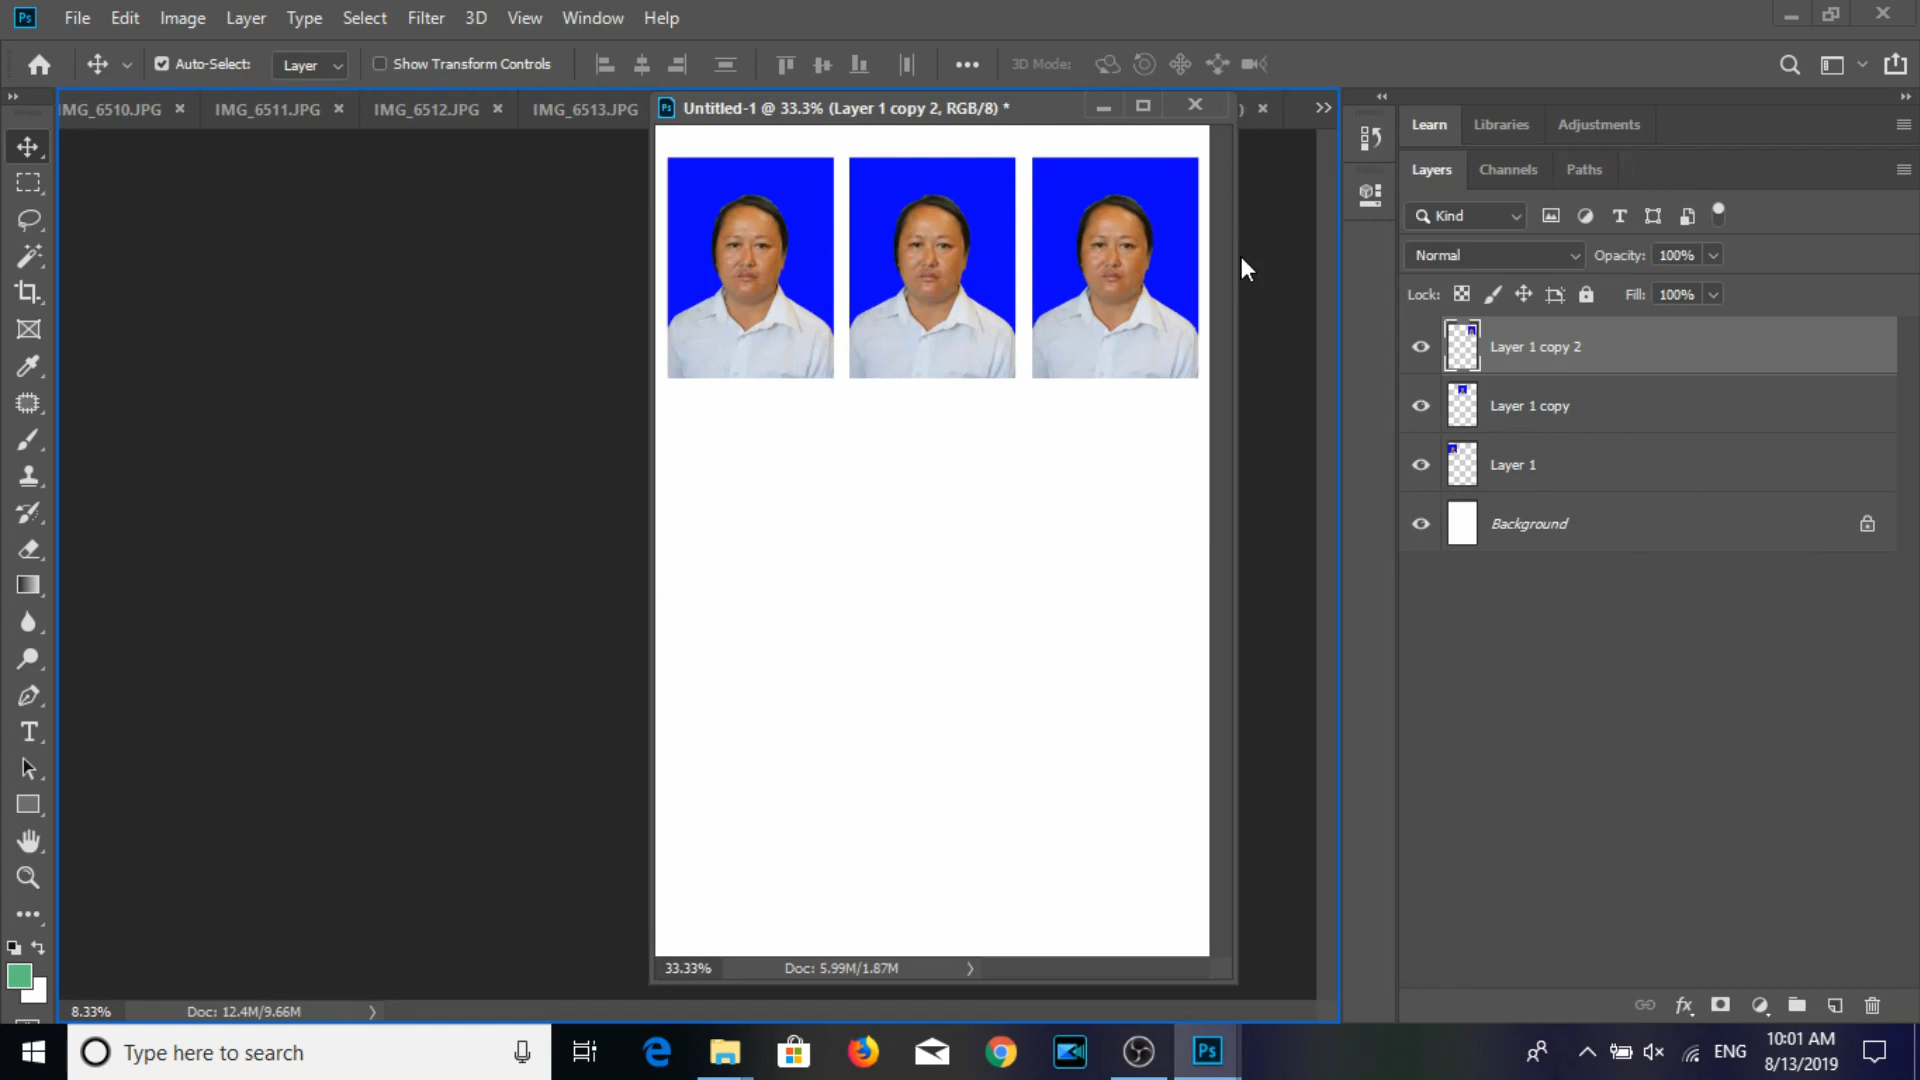 Ps File Edit Image Layer Type Select Filter 3D View Window Help
Auto-Select: Layer Show Transform Controls 3D Mode:
IMG_6510.JPG × IMG_6511.JPG × IMG_6512.JPG × IMG_6513.JPG
Ps Untitled-1 @ 33.3% (Layer 1 copy 2, RGB/8) *
) ×
Learn Libraries Adjustments
Layers Channels Paths
Kind
Normal Opacity: 100%
Lock: Fill: 100%
Layer 1 copy 2
Layer 1 copy
Layer 1
Background
33.33% Doc: 5.99M/1.87M
8.33% Doc: 12.4M/9.66M
Type here to search
Ps
ENG
10:01 AM
8/13/2019